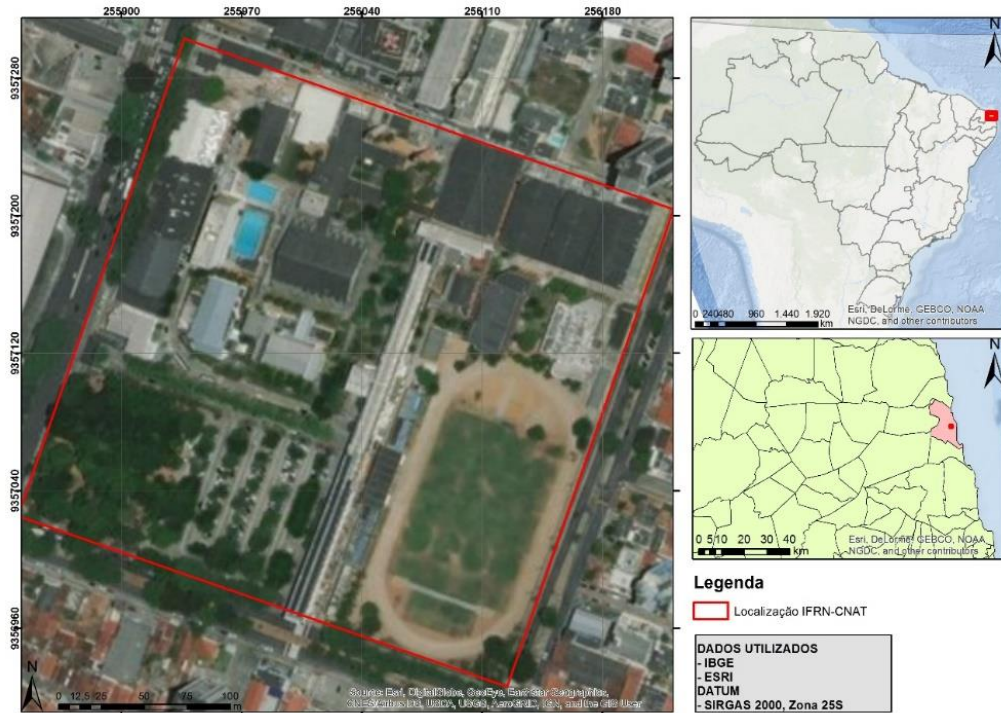 255900 255970 256040 256110 256180
9357280
9357200
9357120
9357040
9356960
N
0 12,5 25 50 75 100
m
Source: Esri, DigitalGlobe, GeoEye, Earthstar Geographics,
CNES/Airbus DS, USDA, USGS, AeroGRID, IGN, and the GIS User
N
Esri, DeLorme, GEBCO, NOAA
NGDC, and other contributors
0 240 480 960 1.440 1.920
km
N
Esri, DeLorme, GEBCO, NOAA
NGDC, and other contributors
0 5 10 20 30 40
km
Legenda
Localização IFRN-CNAT
DADOS UTILIZADOS
- IBGE
- ESRI
DATUM
- SIRGAS 2000, Zona 25S